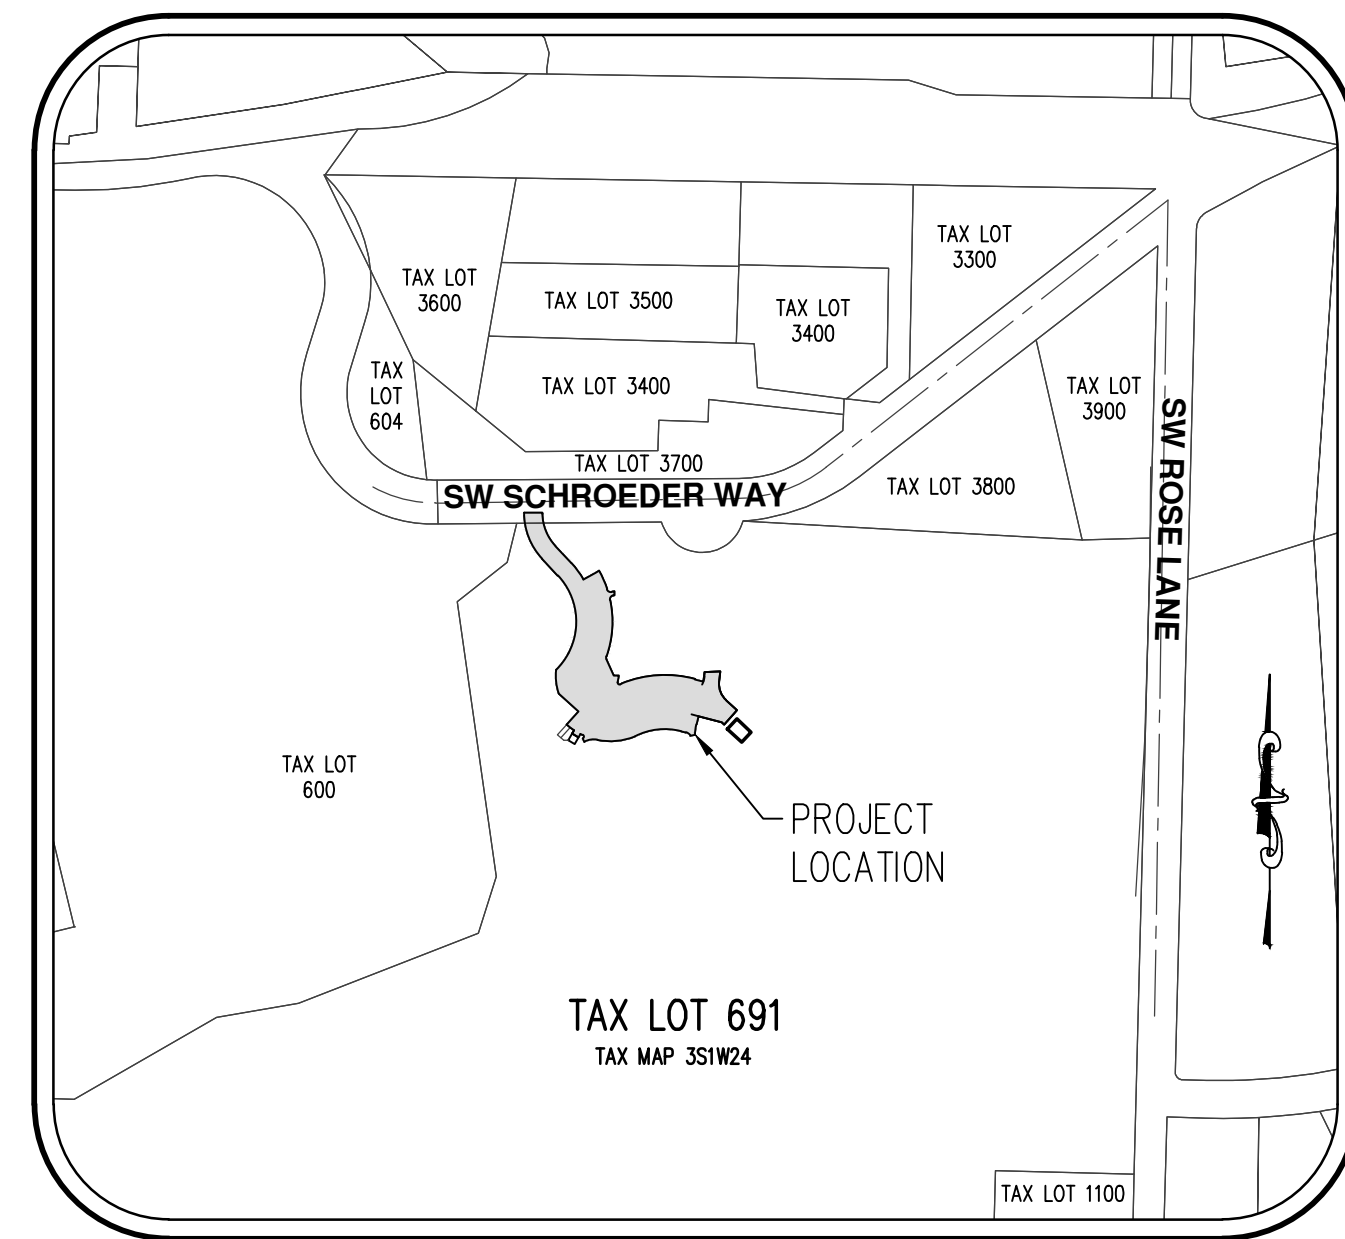 TAX LOT
3300
TAX LOT
3600
TAX LOT 3500
TAX LOT
3400
TAX
LOT
604
TAX LOT 3400
TAX LOT
3900
TAX LOT 3700
SW SCHROEDER WAY
TAX LOT 3800
SW ROSE LANE
TAX LOT
600
PROJECT
LOCATION
TAX LOT 691
TAX MAP 3S1W24
TAX LOT 1100